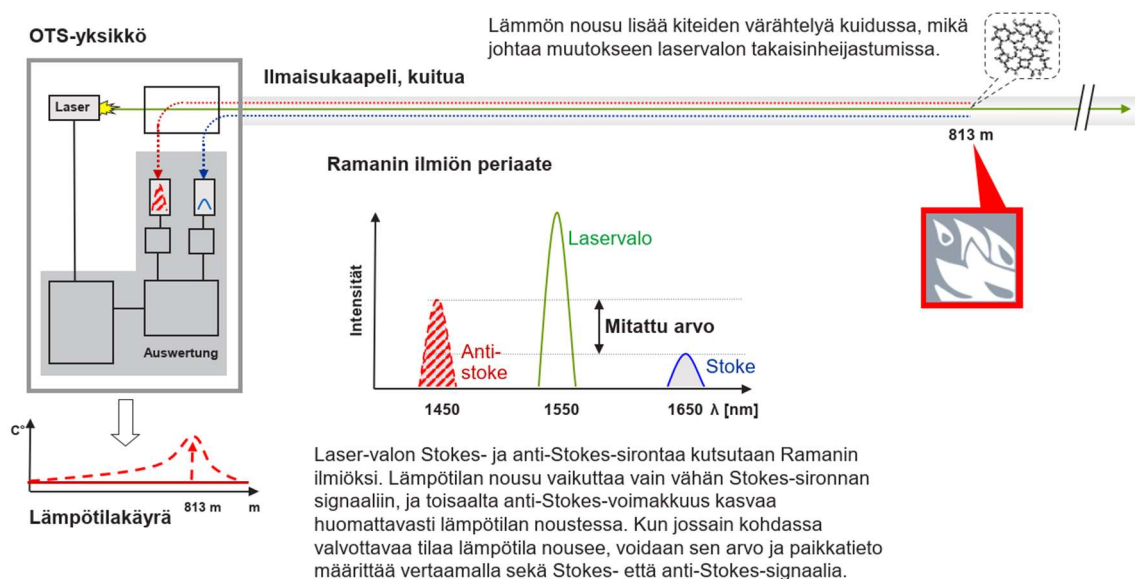 Lämmön nousu lisää kiteiden värähtelyä kuidussa, mikä
johtaa muutokseen laservalon takaisinheijastumissa.
OTS-yksikkö
Ilmaisukaapeli, kuitua
Laser
813 m
Ramanin ilmiön periaate
Intensität
Laservalo
Mitattu arvo
Anti-
stoke
Stoke
1450
1550
1650 λ [nm]
Auswertung
C°
813 m
m
Lämpötilakäyrä
Laser-valon Stokes- ja anti-Stokes-sirontaa kutsutaan Ramanin
ilmiöksi. Lämpötilan nousu vaikuttaa vain vähän Stokes-sironnan
signaaliin, ja toisaalta anti-Stokes-voimakkuus kasvaa
huomattavasti lämpötilan noustessa. Kun jossain kohdassa
valvottavaa tilaa lämpötila nousee, voidaan sen arvo ja paikkatieto
määrittää vertaamalla sekä Stokes- että anti-Stokes-signaalia.